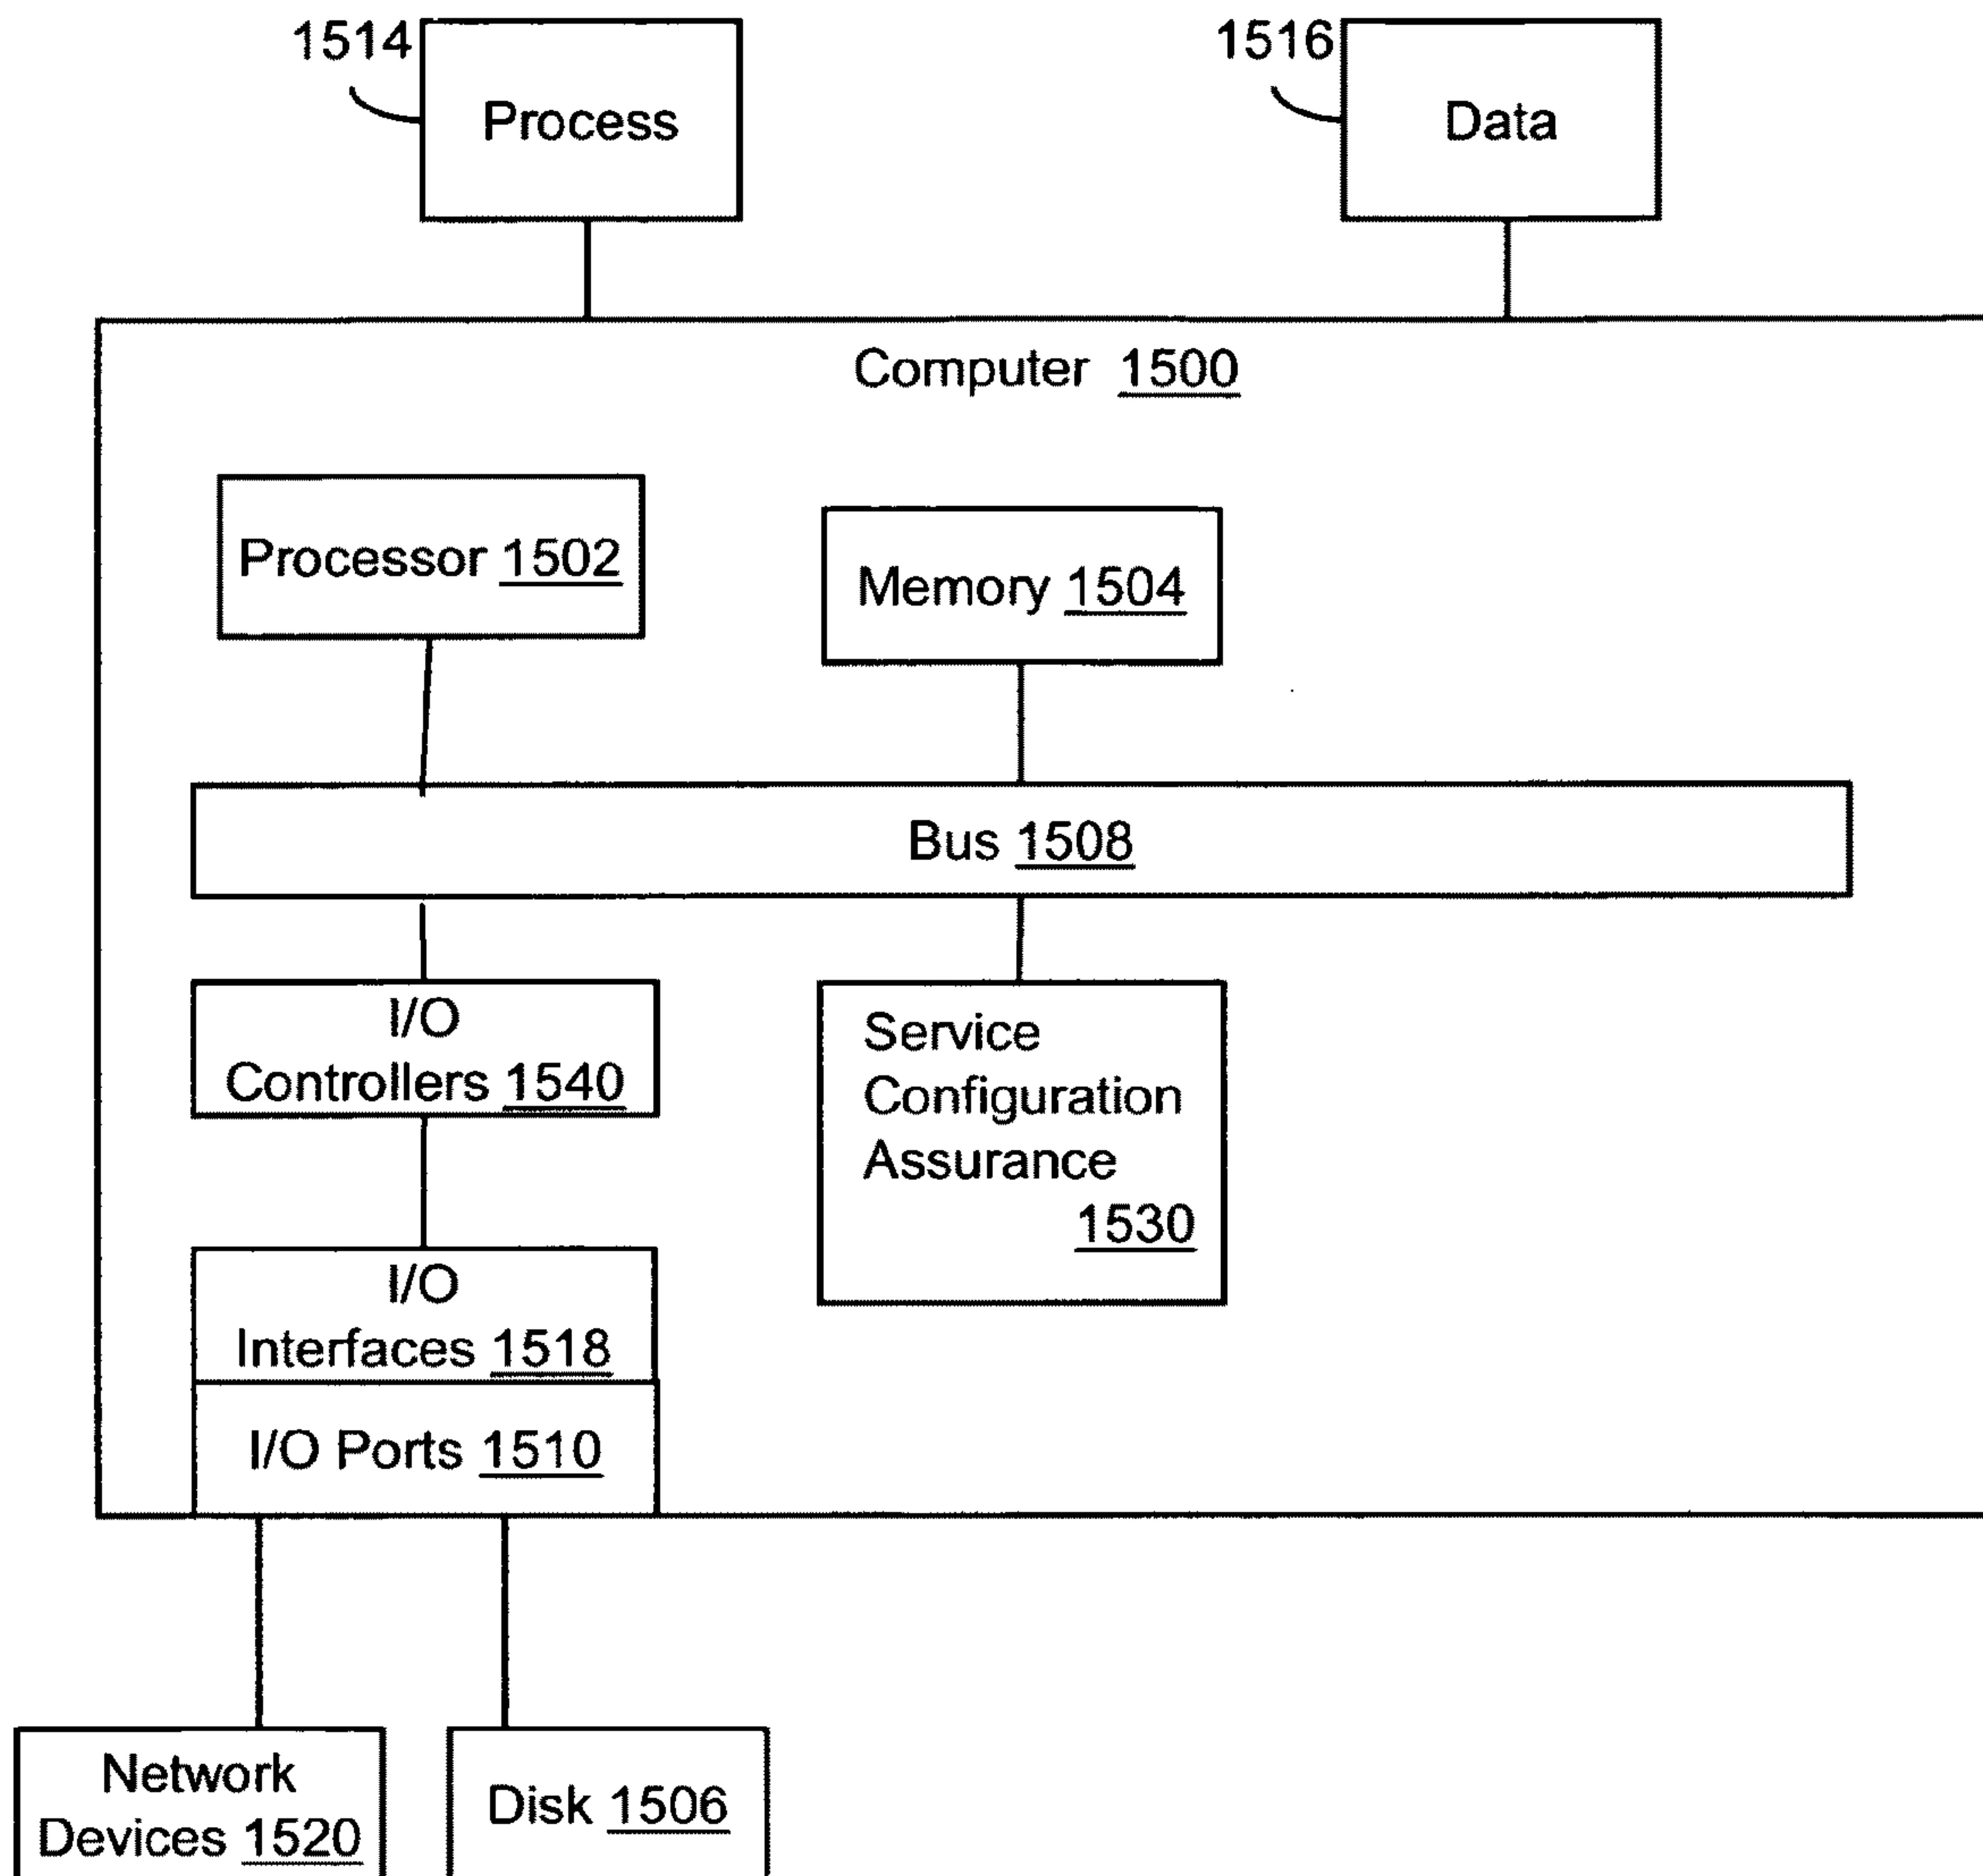 1514
Process
1516
Data
Computer 1500
Processor 1502
Memory 1504
Bus 1508
I/O
Controllers 1540
Service
Configuration
Assurance
1530
I/O
Interfaces 1518
I/O Ports 1510
Network
Devices 1520
Disk 1506